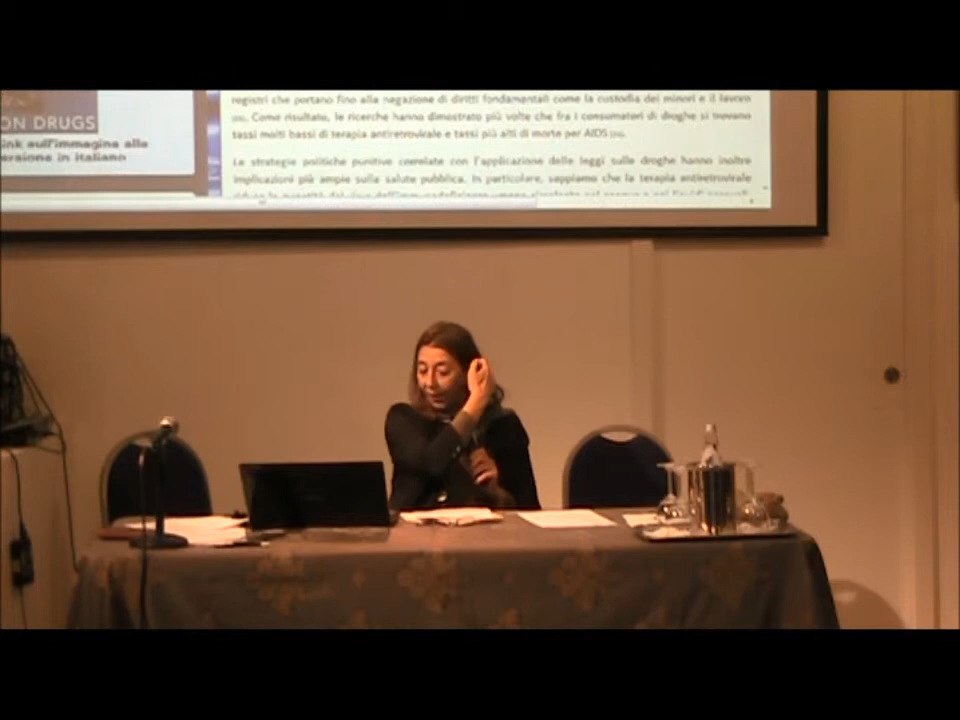 ON DRUGS
link sull'immagina alla
versione in italiano
registri che portano fino alla negazione di diritti fondamentali come la custodia dei minori e il lavoro
Come risultato, le ricerche hanno dimostrato più volte che fra i consumatori di droghe si trovano
tassi molti bassi di terapia antiretrovirale e tassi più alti di morte per AIDS
Le strategie politiche punitive correlate con l'applicazione delle leggi sulle droghe hanno inoltre
implicazioni più ampie sulla salute pubblica. In particolare, sappiamo che la terapia antiretrovirale